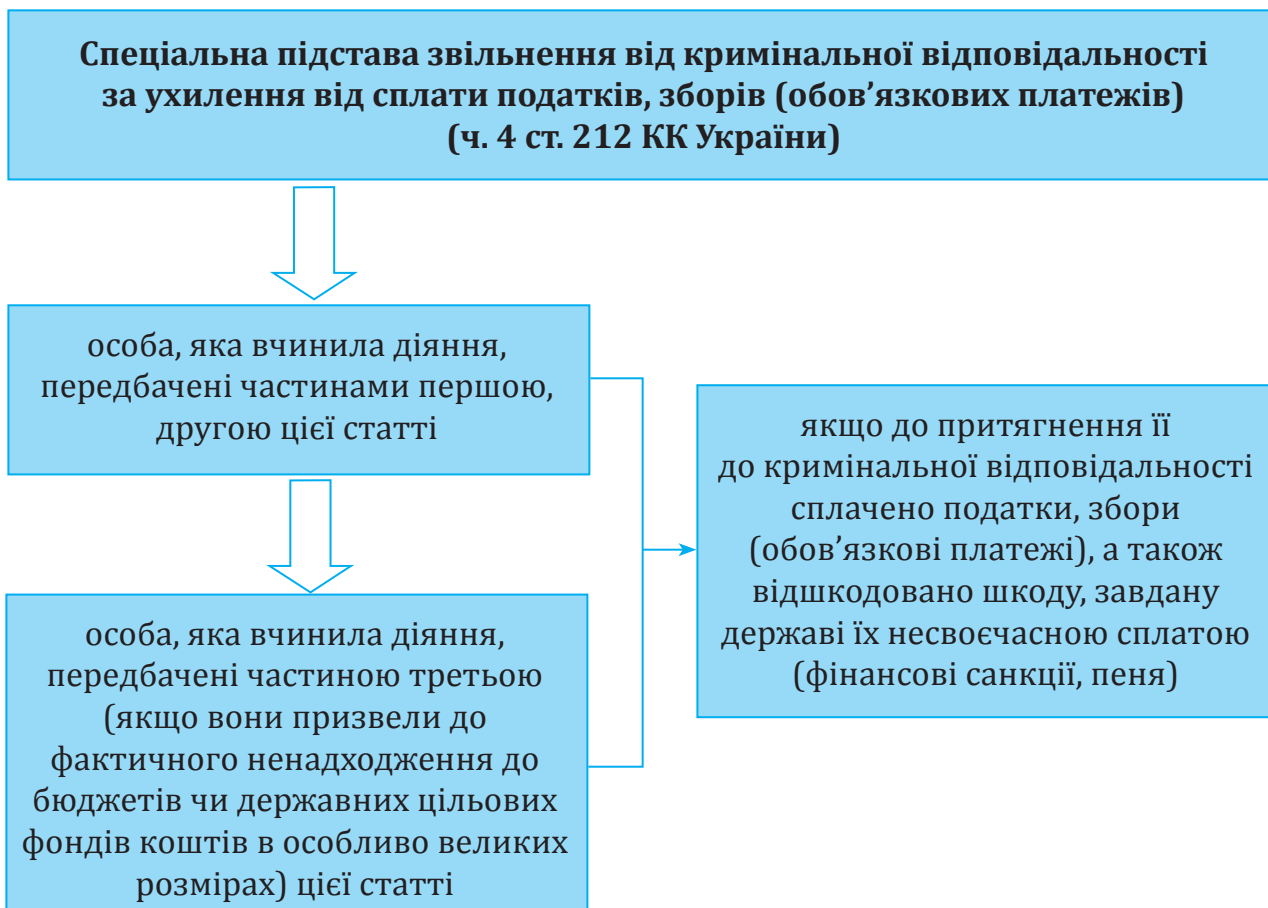 Спеціальна підстава звільнення від кримінальної відповідальності
за ухилення від сплати податків, зборів (обов'язкових платежів)
(ч. 4 ст. 212 КК України)
особа, яка вчинила діяння,
передбачені частинами першою,
другою цієї статті
особа, яка вчинила діяння,
передбачені частиною третьою
(якщо вони призвели до
фактичного ненадходження до
бюджетів чи державних цільових
фондів коштів в особливо великих
розмірах) цієї статті
якщо до притягнення її
до кримінальної відповідальності
сплачено податки, збори
(обов’язкові платежі), а також
відшкодовано шкоду, завдану
державі їх несвоєчасною сплатою
(фінансові санкції, пеня)